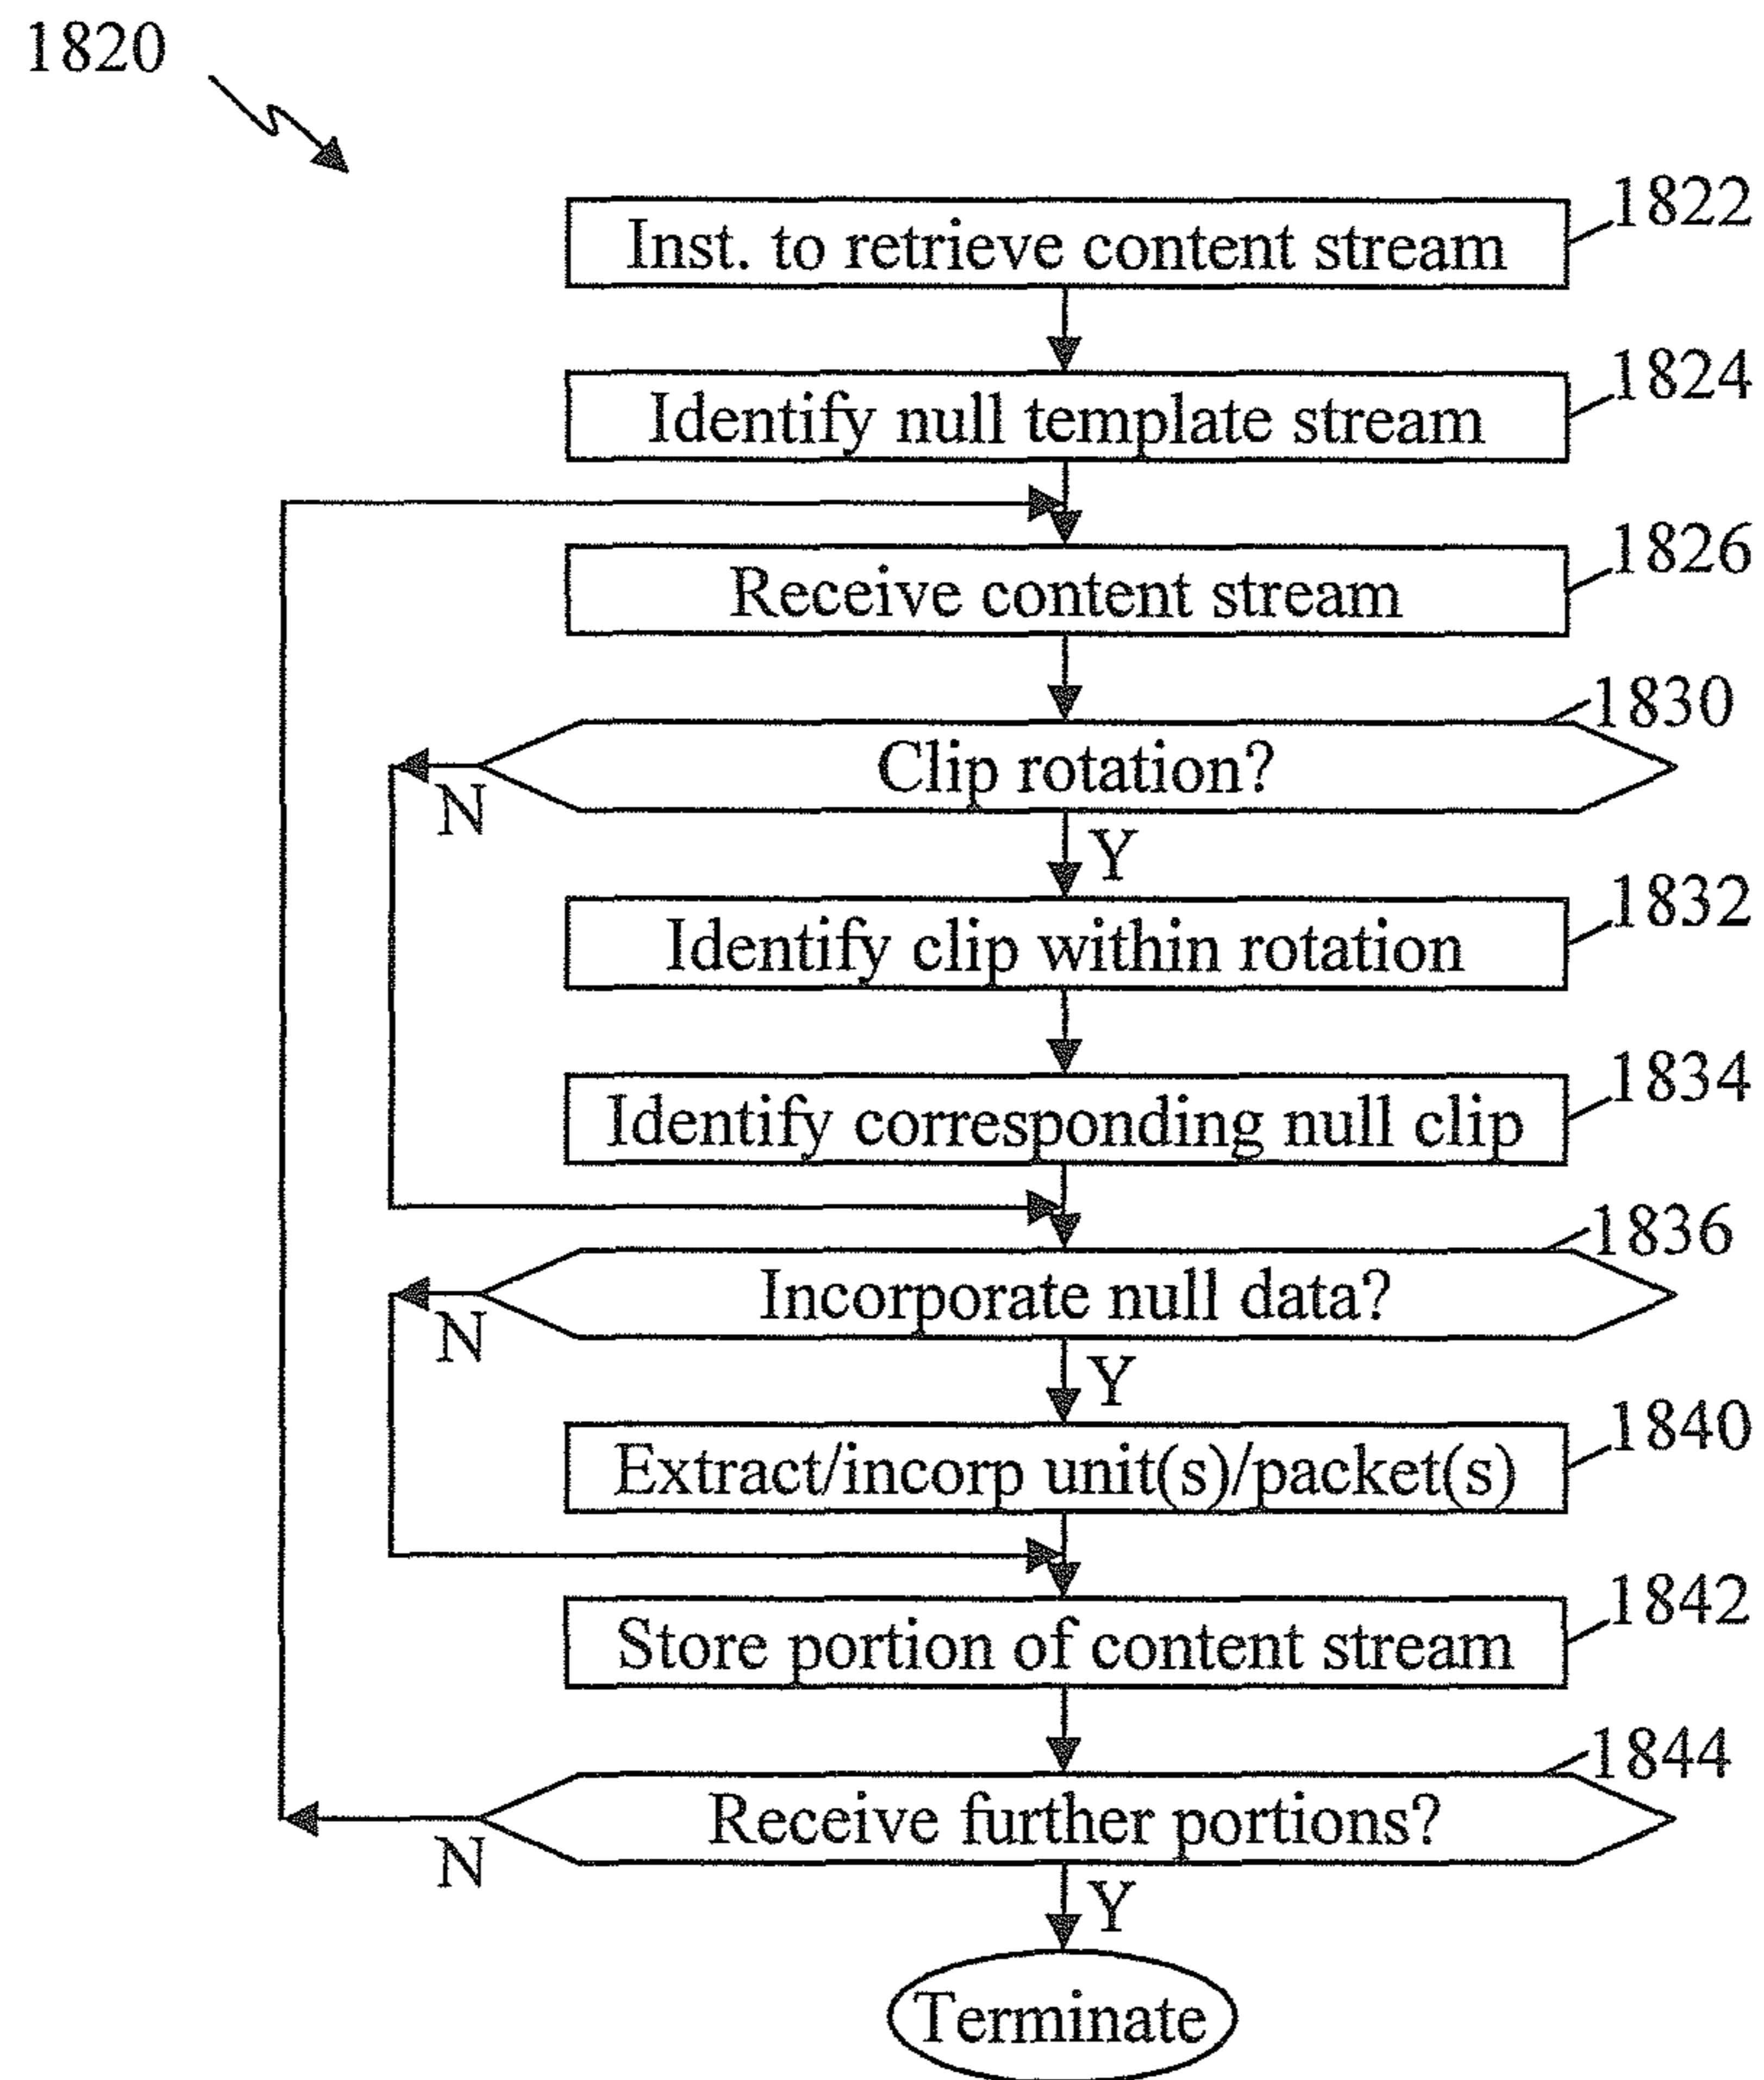 1820
1822
Inst. to retrieve content stream
1824
Identify null template stream
1826
Receive content stream
1830
Clip rotation?
N
Y
1832
Identify clip within rotation
1834
Identify corresponding null clip
1836
Incorporate null data?
N
Y
1840
Extract/incorp unit(s)/packet(s)
1842
Store portion of content stream
1844
Receive further portions?
N
Y
Terminate